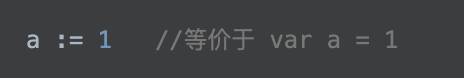 a := 1   //等价于 var a = 1